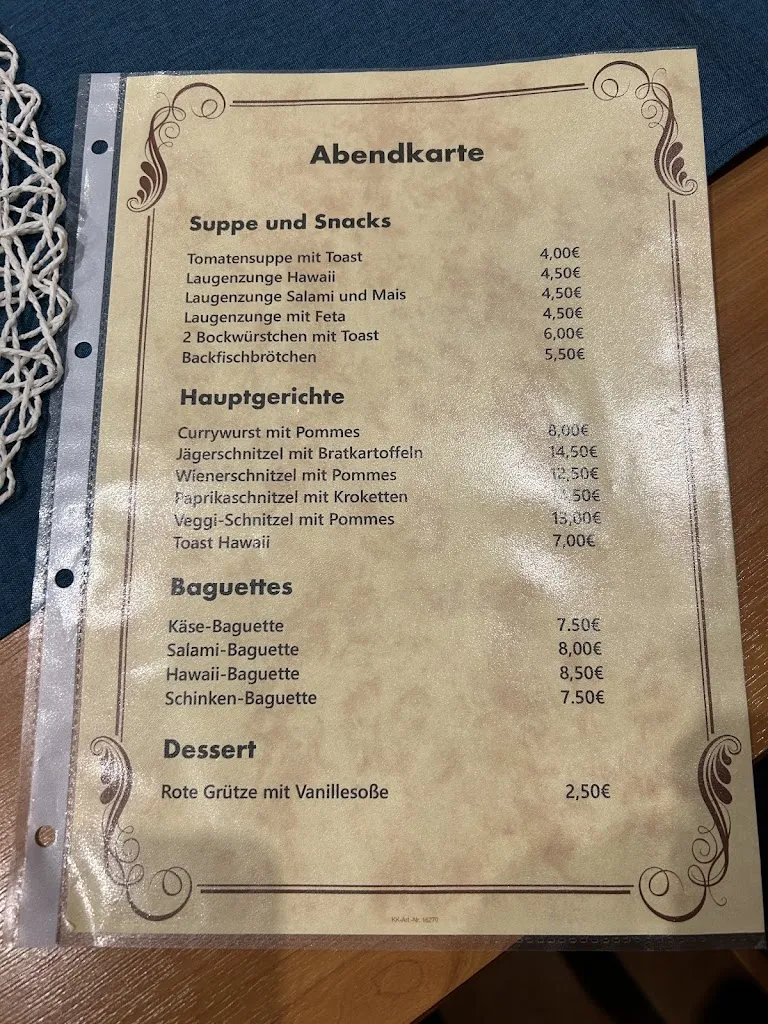 Abendkarte
Suppe und Snacks
Tomatensuppe mit Toast 4,00€
Laugenzunge Hawaii 4,50€
Laugenzunge Salami und Mais 4,50€
Laugenzunge mit Feta 4,50€
2 Bockwürstchen mit Toast 6,00€
Backfischbrötchen 5,50€
Hauptgerichte
Currywurst mit Pommes 8,00€
Jägerschnitzel mit Bratkartoffeln 14,50€
Wienerschnitzel mit Pommes 12,50€
Paprikaschnitzel mit Kroketten
Veggi-Schnitzel mit Pommes 13,00€
Toast Hawaii 7,00€
Baguettes
Käse-Baguette 7.50€
Salami-Baguette 8,00€
Hawaii-Baguette 8,50€
Schinken-Baguette 7.50€
Dessert
Rote Grütze mit Vanillesoße 2,50€
KK-Art.-Nr. 16270